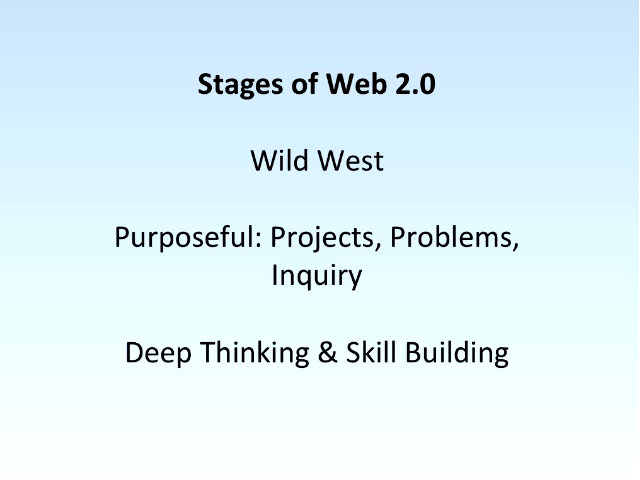 Stages of Web 2.0
Wild West
Purposeful: Projects, Problems,
Inquiry
Deep Thinking & Skill Building